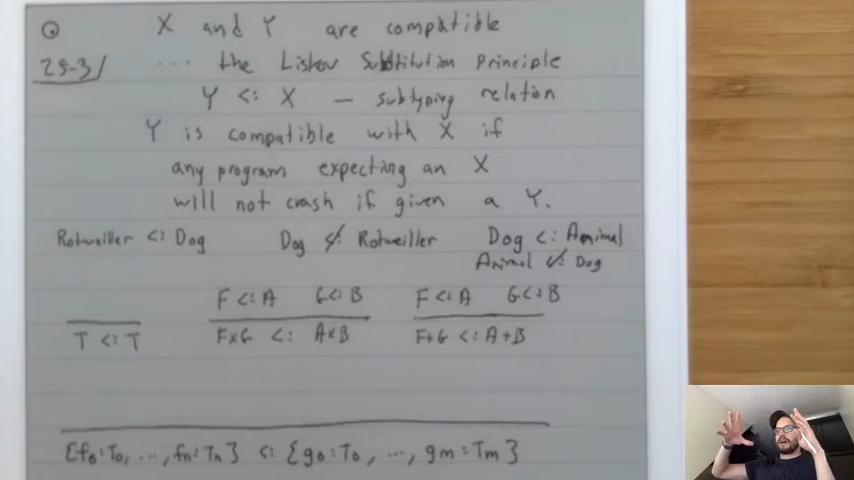 X and Y are compatible
25-3/ ... the Liskov Substitution Principle
Y <: X — subtyping relation
Y is compatible with X if
any program expecting an X
will not crash if given a Y.
Rotweiller <: Dog Dog ≮: Rotweiller Dog <: Animal
Animal ≮: Dog
F <: A G <: B F <: A G <: B
T <: T F×G <: A×B F+G <: A+B
{f₀:T₀, ..., fn:Tn} <: {g₀:T₀, ..., gm:Tm}